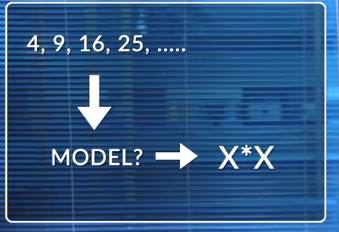 4, 9, 16, 25, .....
MODEL? X*X